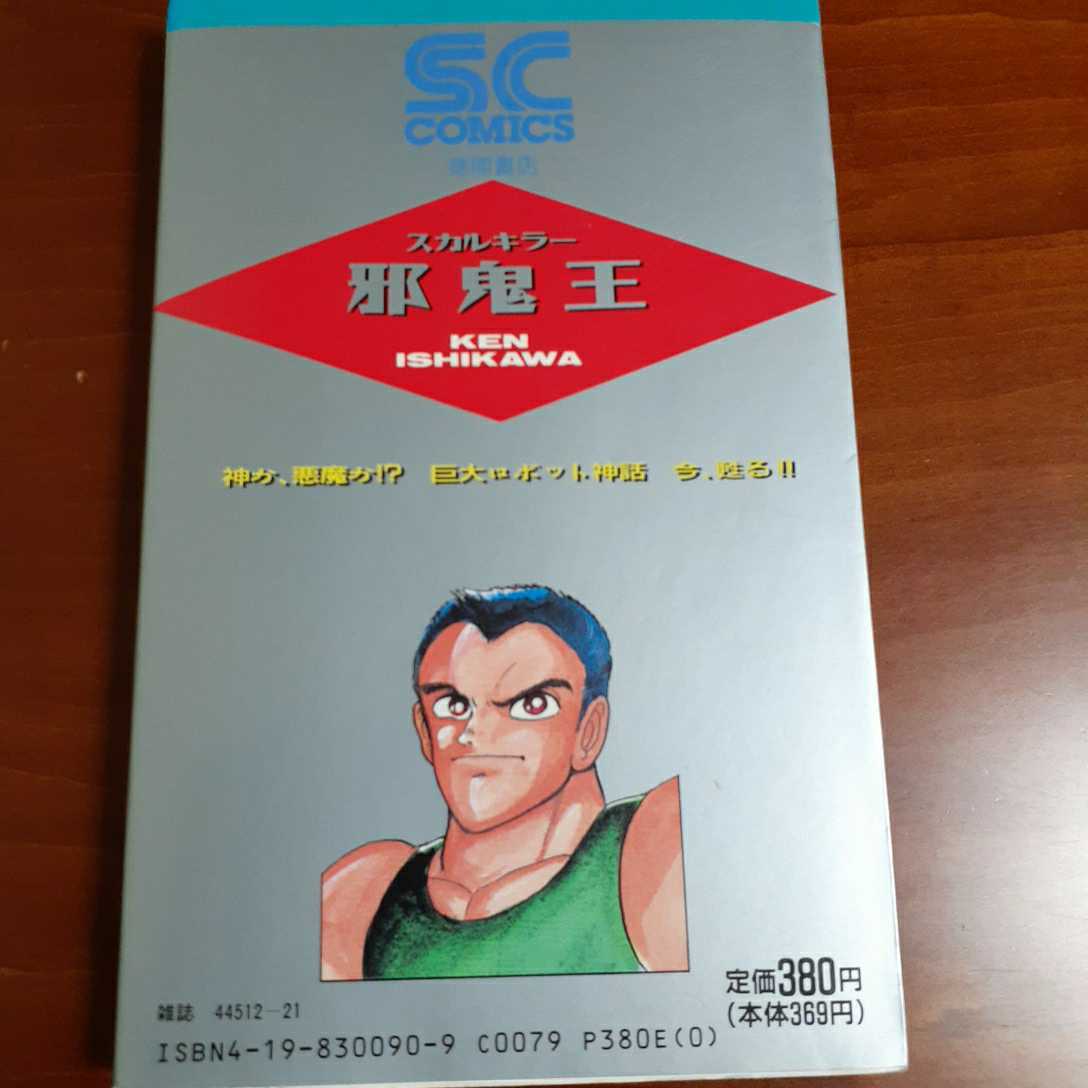 SC
COMICS
徳間書店
スカルキラー
邪鬼王
KEN
ISHIKAWA
神か、悪魔か!? 巨大ロボット神話 今、甦る!!
定価380円
(本体369円)
雑誌 44512-21
ISBN4-19-830090-9 C0079 P380E(0)